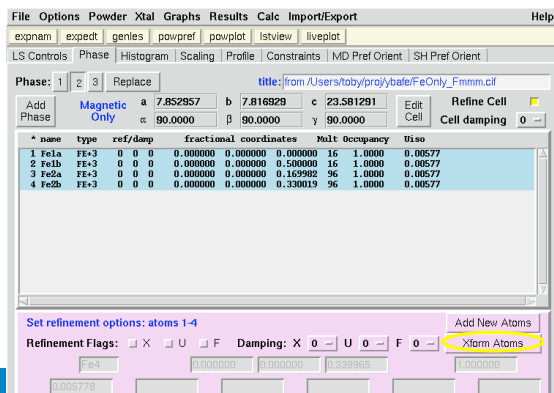 File Options Powder Xtal Graphs Results Calc Import/Export Help
expnam expedt genles powpref powplot lstview liveplot
LS Controls Phase Histogram Scaling Profile Constraints MD Pref Orient SH Pref Orient
Phase: 1 2 3 Replace title: from /Users/toby/proj/ybafe/FeOnly_Fmmm.cif
Add Phase Magnetic Only a 7.852957 b 7.816929 c 23.581291 Edit Cell Refine Cell
α 90.0000 β 90.0000 γ 90.0000 Cell damping 0
* name type ref/damp fractional coordinates Mult Occupancy Uiso
1 Fe1a FE+3 0 0 0 0.000000 0.000000 0.000000 16 1.0000 0.00577
2 Fe1b FE+3 0 0 0 0.000000 0.000000 0.500000 16 1.0000 0.00577
3 Fe2a FE+3 0 0 0 0.000000 0.000000 0.169982 96 1.0000 0.00577
4 Fe2b FE+3 0 0 0 0.000000 0.000000 0.330019 96 1.0000 0.00577
Set refinement options: atoms 1-4 Add New Atoms
Refinement Flags: X U F Damping: X 0 U 0 F 0 Xform Atoms
Fe4 0.000000 0.000000 0.339965 1.000000
0.005778